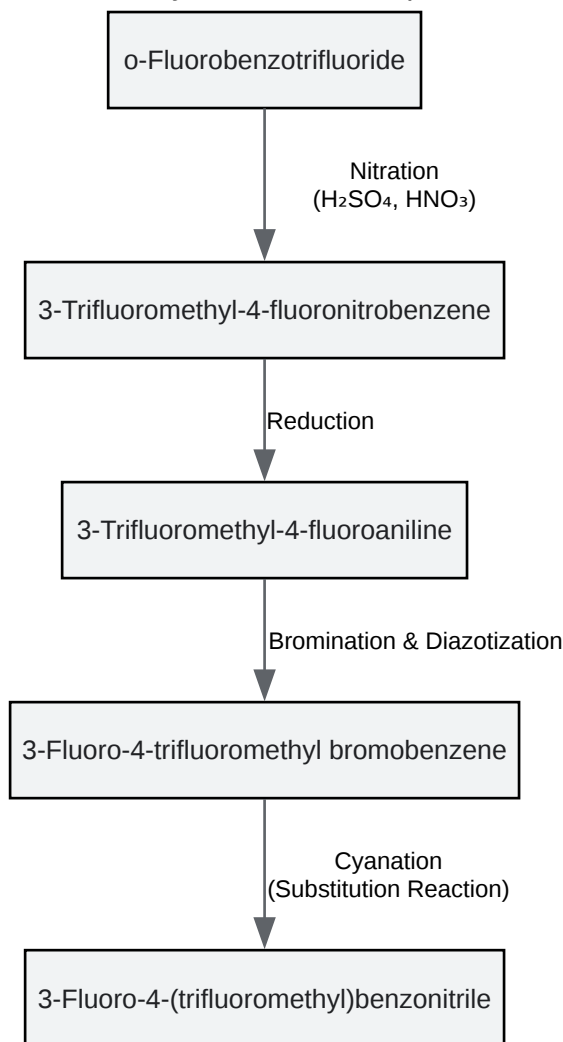 o-Fluorobenzotrifluoride
Nitration
(H₂SO₄, HNO₃)
3-Trifluoromethyl-4-fluoronitrobenzene
Reduction
3-Trifluoromethyl-4-fluoroaniline
Bromination & Diazotization
3-Fluoro-4-trifluoromethyl bromobenzene
Cyanation
(Substitution Reaction)
3-Fluoro-4-(trifluoromethyl)benzonitrile